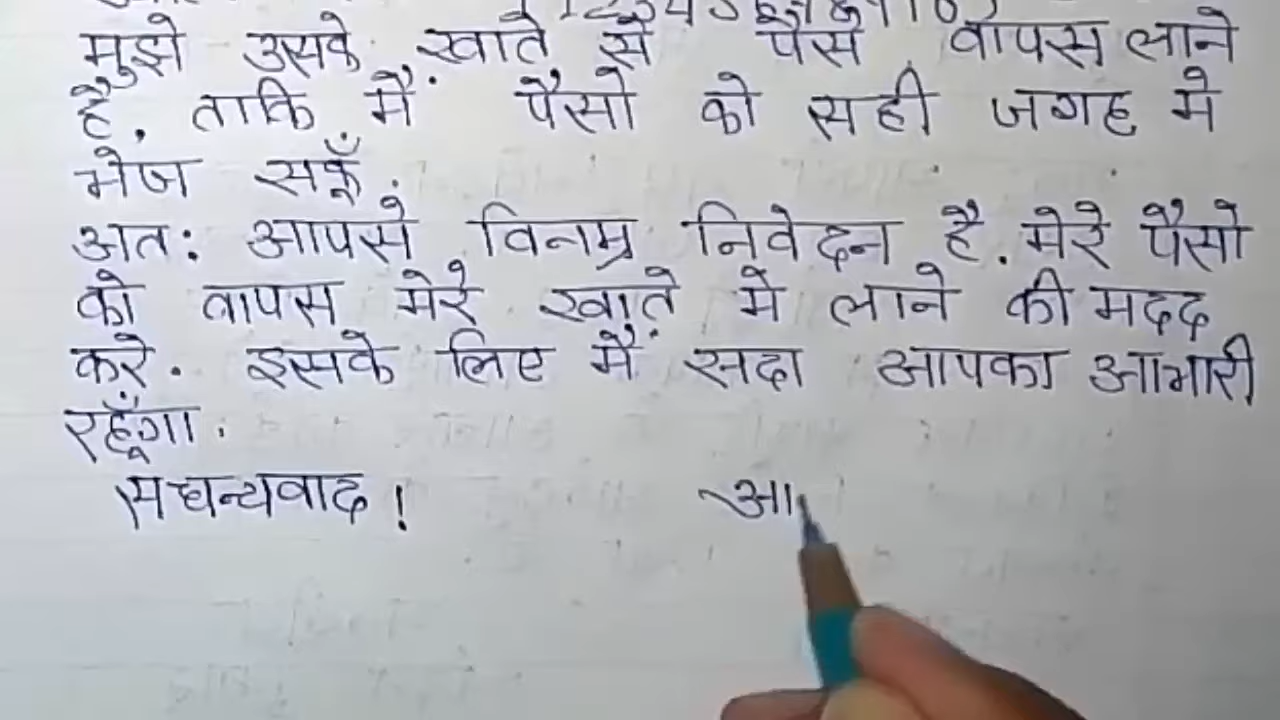 मुझे उसके खाते से पैसे वापस लाने
है. ताकि मैं पैसो को सही जगह मे
भेज सकूँ.
अतः आपसे विनम्र निवेदन है. मेरे पैसो
को वापस मेरे खाते मे लाने की मदद
करे. इसके लिए मैं सदा आपका आभारी
रहूँगा.
सधन्यवाद ! आ